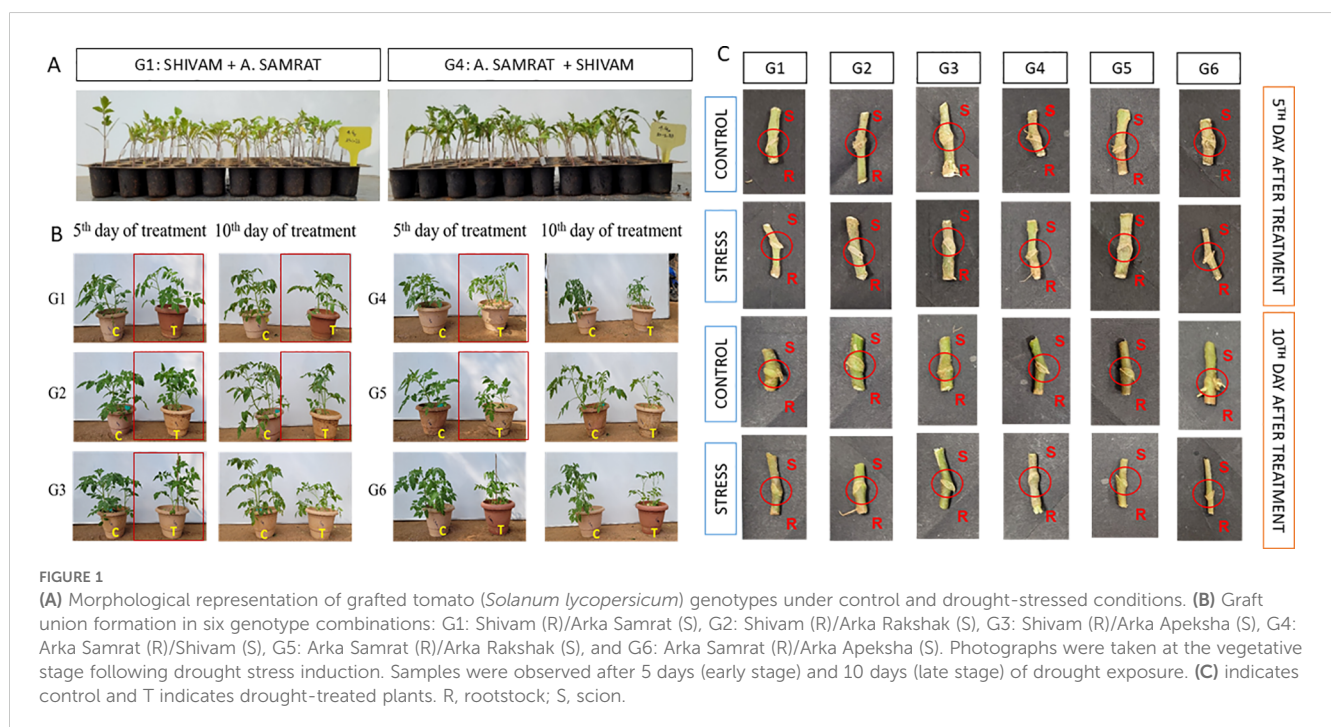 A
G1: SHIVAM + A. SAMRAT
G4: A. SAMRAT + SHIVAM
B
5th day of treatment
10th day of treatment
5th day of treatment
10th day of treatment
G1
C
T
G4
G2
C
T
G5
G3
C
T
C
T
G6
C
T
C
T
C
G1
G2
G3
G4
G5
G6
CONTROL
S
R
S
R
S
R
S
R
S
R
S
R
STRESS
S
R
S
R
S
R
S
R
S
R
S
R
5TH DAY AFTER TREATMENT
CONTROL
S
R
S
R
S
R
S
R
S
R
S
R
STRESS
S
R
S
R
S
R
S
R
S
R
S
R
10TH DAY AFTER TREATMENT
FIGURE 1
(A) Morphological representation of grafted tomato (Solanum lycopersicum) genotypes under control and drought-stressed conditions. (B) Graft
union formation in six genotype combinations: G1: Shivam (R)/Arka Samrat (S), G2: Shivam (R)/Arka Rakshak (S), G3: Shivam (R)/Arka Apeksha (S), G4:
Arka Samrat (R)/Shivam (S), G5: Arka Samrat (R)/Arka Rakshak (S), and G6: Arka Samrat (R)/Arka Apeksha (S). Photographs were taken at the vegetative
stage following drought stress induction. Samples were observed after 5 days (early stage) and 10 days (late stage) of drought exposure. (C) indicates
control and T indicates drought-treated plants. R, rootstock; S, scion.